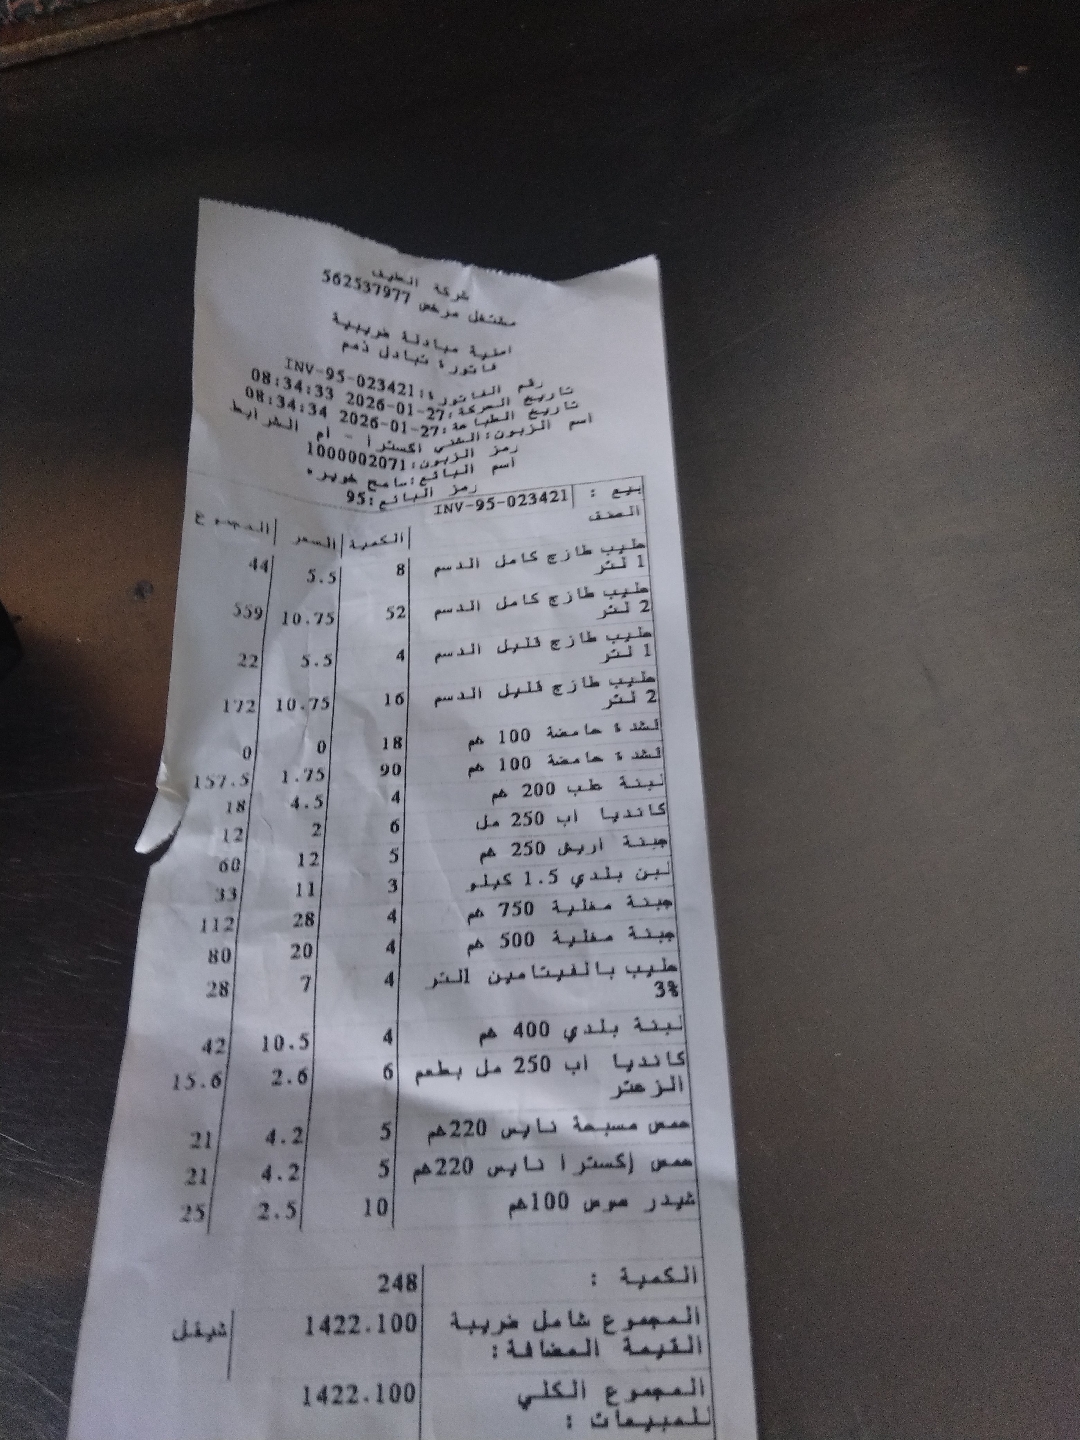 شركة الطيف
مشتغل مرخص 562537977
اصلية مبادلة ضريبية
فاتورة تبادل ذمم
رقم الفاتورة:INV-95-023421
تاريخ الحركة:27-01-2026 08:34:33
تاريخ الطباعة:27-01-2026 08:34:34
اسم الزبون:الشني اكسترا - ام الشرايط
رمز الزبون:1000002071
اسم البائع:سامح خويره
رمز البائع:95
بيع : INV-95-023421
الصنف الكمية السعر المجموع
حليب طازج كامل الدسم 8 5.5 44
1 لتر
حليب طازج كامل الدسم 52 10.75 559
2 لتر
حليب طازج قليل الدسم 4 5.5 22
1 لتر
حليب طازج قليل الدسم 16 10.75 172
2 لتر
قشدة حامضة 100 غم 18 0 0
قشدة حامضة 100 غم 90 1.75 157.5
لبنة علب 200 غم 4 4.5 18
كانديا اب 250 مل 6 2 12
جبنة اريش 250 غم 5 12 60
لبن بلدي 1.5 كيلو 3 11 33
جبنة مغلية 750 غم 4 28 112
جبنة مغلية 500 غم 4 20 80
حليب بالفيتامين 1لتر 4 7 28
3%
لبنة بلدي 400 غم 4 10.5 42
كانديا اب 250 مل بطعم 6 2.6 15.6
الزعتر
حمص مسبحة نايس 220غم 5 4.2 21
حمص إكسترا نايس 220غم 5 4.2 21
شيدر صوص 100غم 10 2.5 25
الكمية : 248
المجموع شامل ضريبة 1422.100 شيقل
القيمة المضافة:
المجموع الكلي 1422.100
للمبيعات :